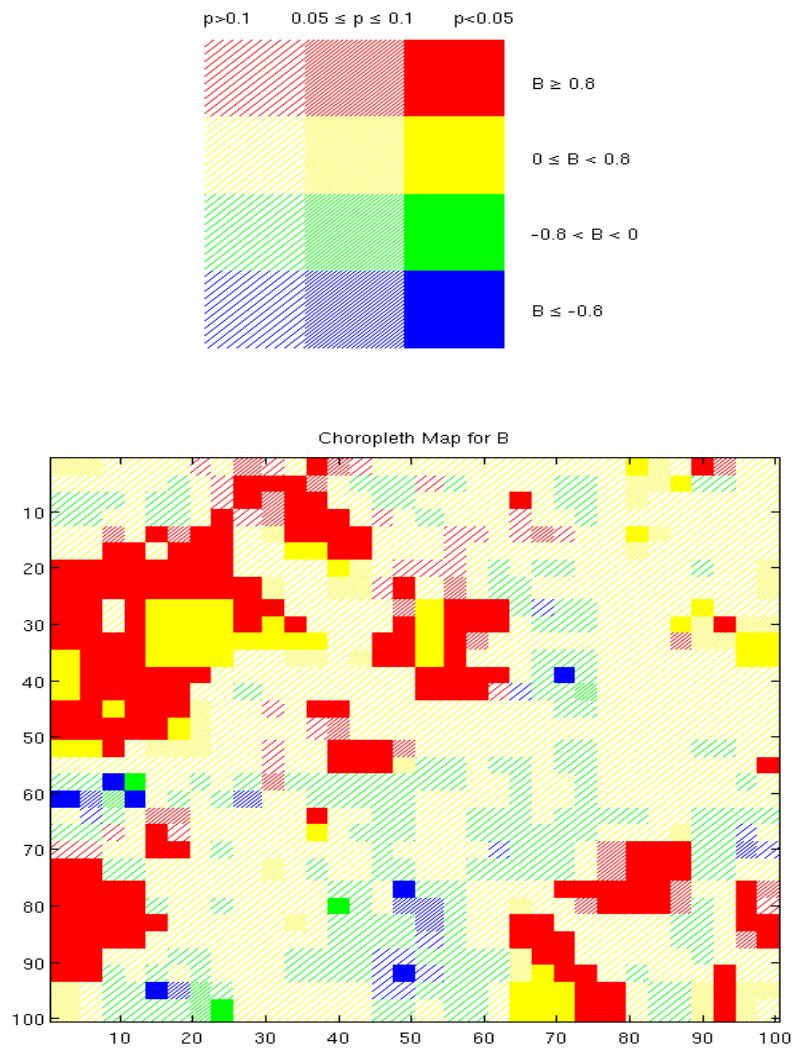 p>0.1 0.05 ≤ p ≤ 0.1 p<0.05
B ≥ 0.8
0 ≤ B < 0.8
-0.8 < B < 0
B ≤ -0.8
Choropleth Map for B
10
20
30
40
50
60
70
80
90
100
10 20 30 40 50 60 70 80 90 100